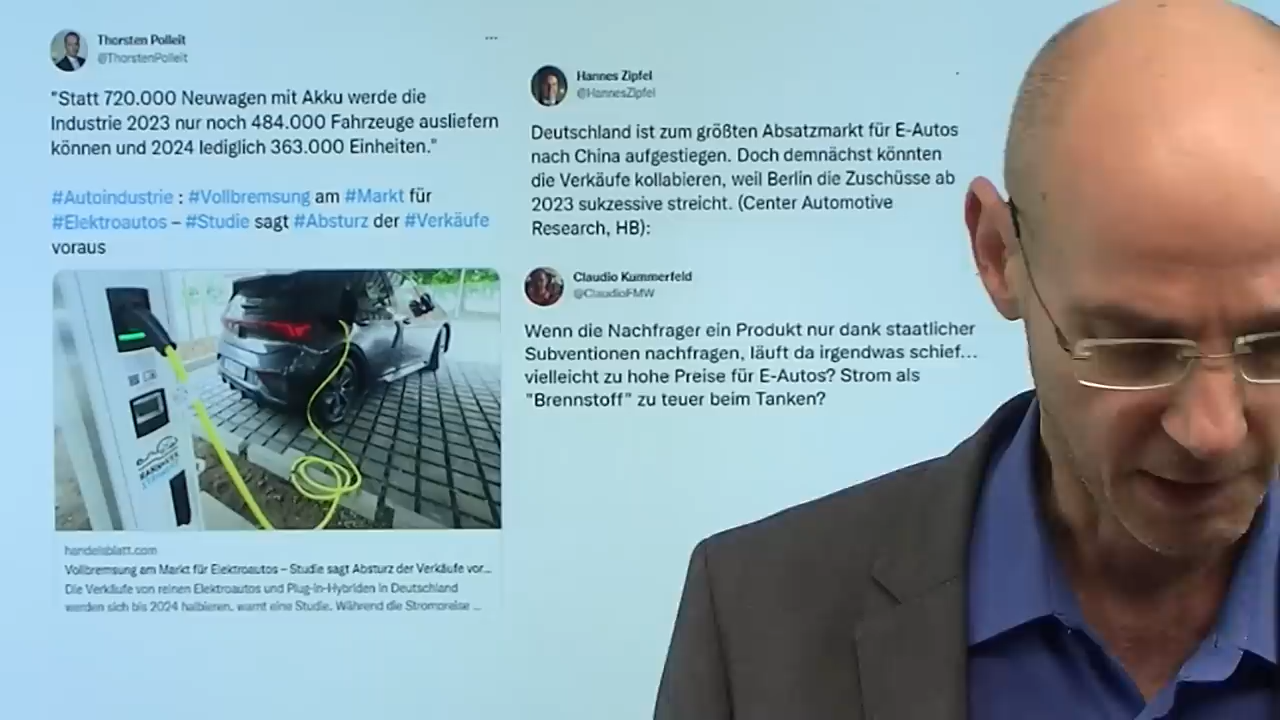 Thorsten Polleit
@ThorstenPolleit
"Statt 720.000 Neuwagen mit Akku werde die
Industrie 2023 nur noch 484.000 Fahrzeuge ausliefern
können und 2024 lediglich 363.000 Einheiten."
#Autoindustrie : #Vollbremsung am #Markt für
#Elektroautos – #Studie sagt #Absturz der #Verkäufe
voraus
handelsblatt.com
Vollbremsung am Markt für Elektroautos – Studie sagt Absturz der Verkäufe vor...
Die Verkäufe von reinen Elektroautos und Plug-in-Hybriden in Deutschland
werden sich bis 2024 halbieren, warnt eine Studie. Während die Strompreise ...
Hannes Zipfel
@HannesZipfel
Deutschland ist zum größten Absatzmarkt für E-Autos
nach China aufgestiegen. Doch demnächst könnten
die Verkäufe kollabieren, weil Berlin die Zuschüsse ab
2023 sukzessive streicht. (Center Automotive
Research, HB):
Claudio Kummerfeld
@ClaudioFMW
Wenn die Nachfrager ein Produkt nur dank staatlicher
Subventionen nachfragen, läuft da irgendwas schief...
vielleicht zu hohe Preise für E-Autos? Strom als
"Brennstoff" zu teuer beim Tanken?